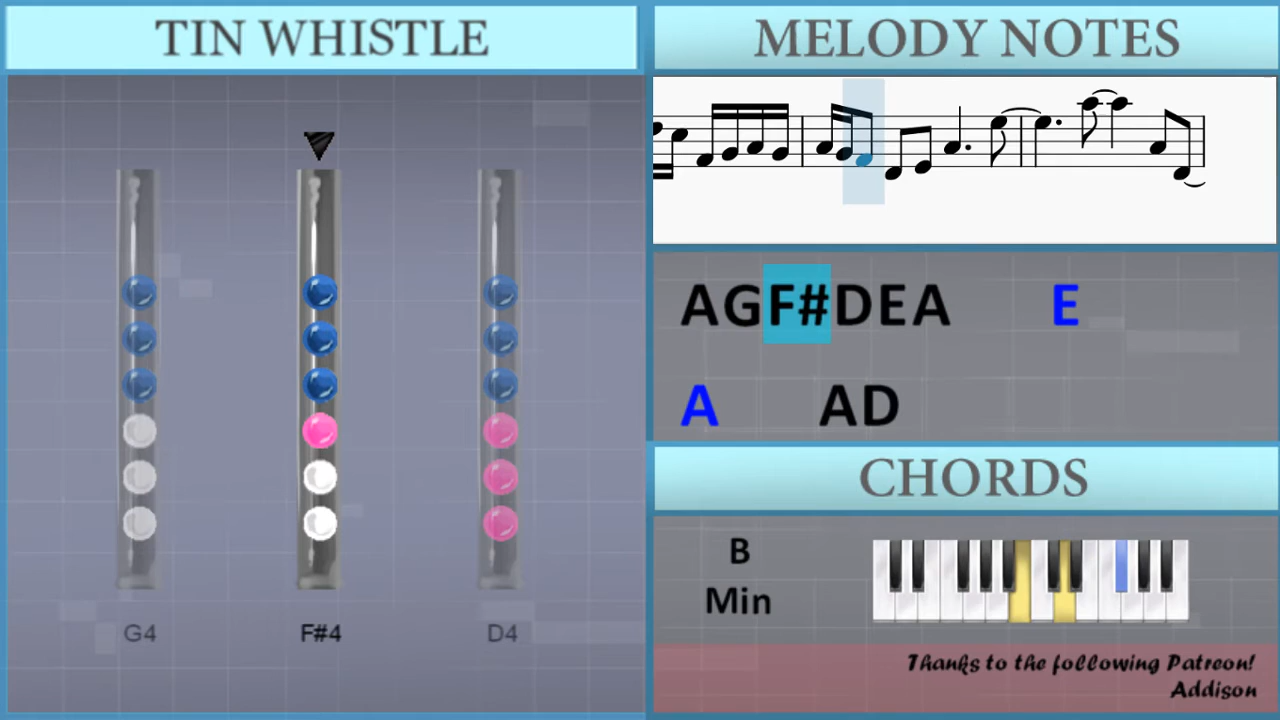 TIN WHISTLE
G4 F#4 D4
MELODY NOTES
AGF#DEA E
A AD
CHORDS
B
Min
Thanks to the following Patreon!
Addison